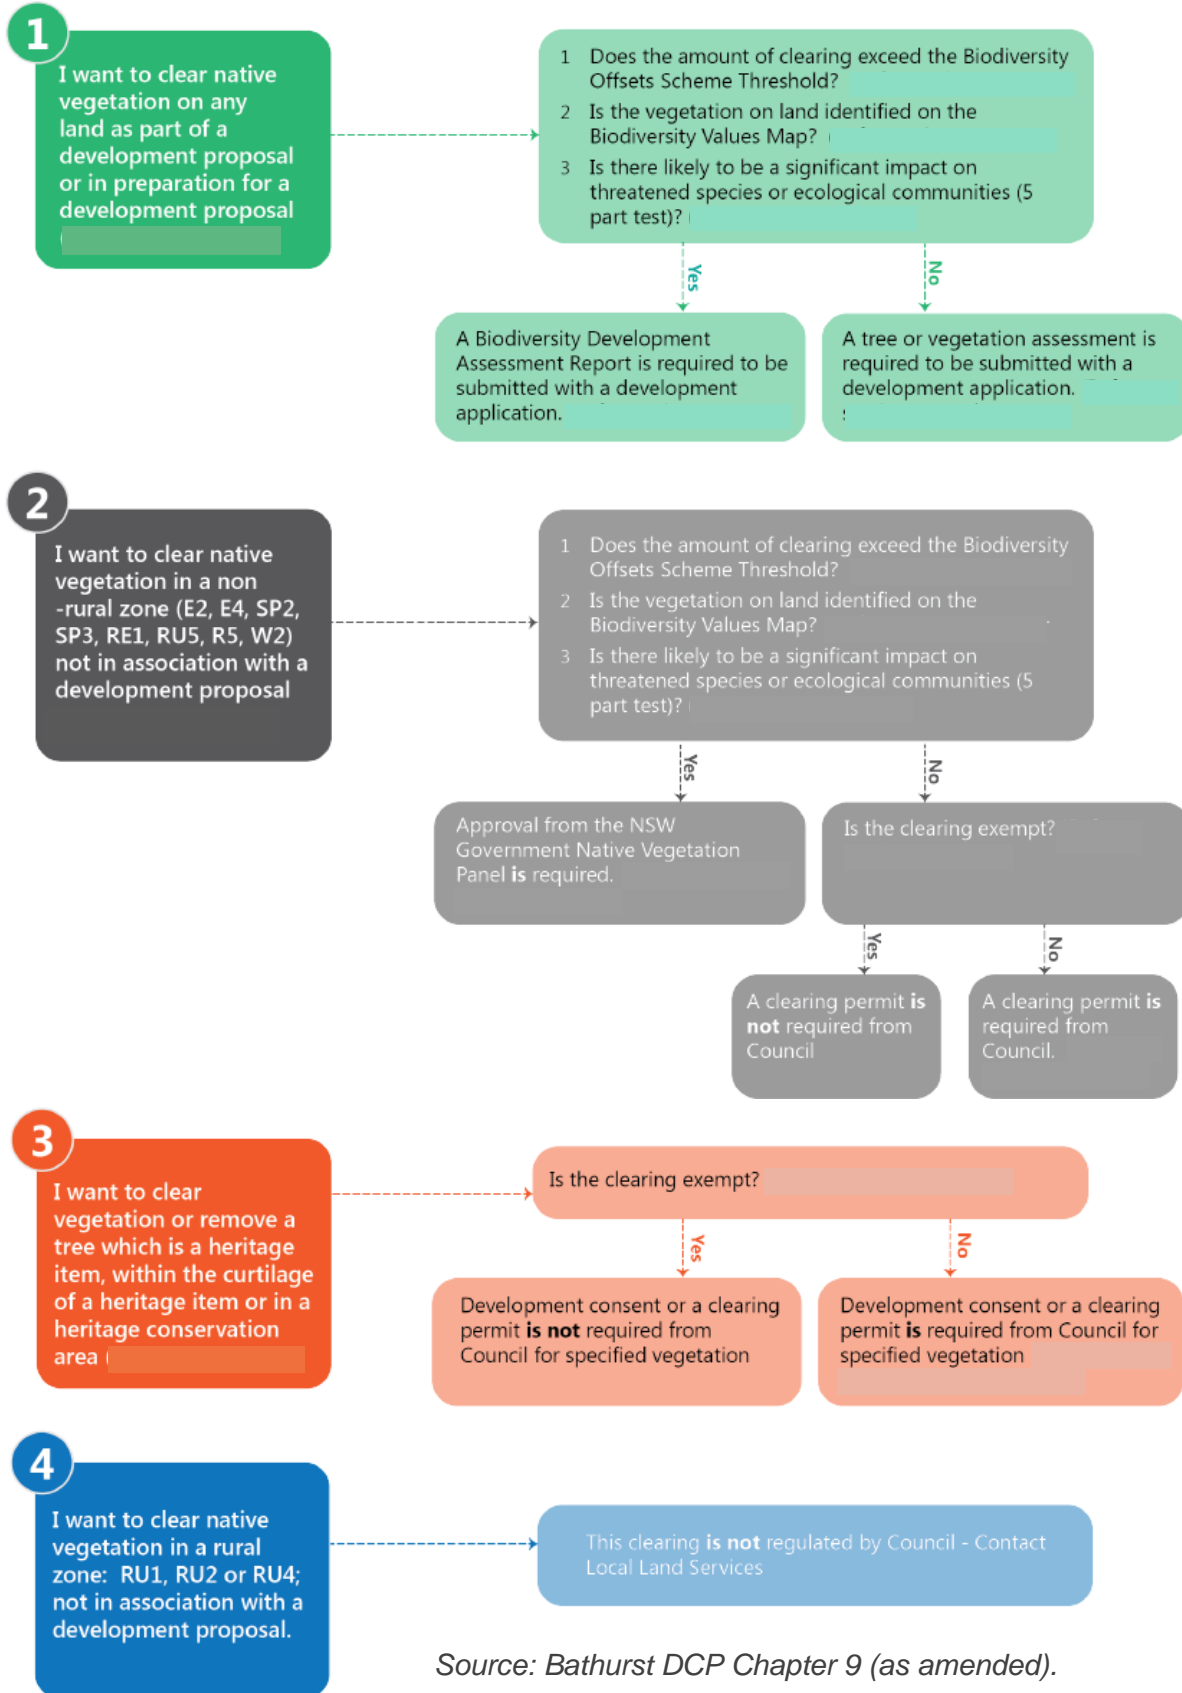 1
I want to clear native
vegetation on any
land as part of a
development proposal
or in preparation for a
development proposal
(
1 Does the amount of clearing exceed the Biodiversity
Offsets Scheme Threshold?
2 Is the vegetation on land identified on the
Biodiversity Values Map?
3 Is there likely to be a significant impact on
threatened species or ecological communities (5
part test)?
Yes
No
A Biodiversity Development
Assessment Report is required to be
submitted with a development
application.
A tree or vegetation assessment is
required to be submitted with a
development application.
2
I want to clear native
vegetation in a non
-rural zone (E2, E4, SP2,
SP3, RE1, RU5, R5, W2)
not in association with a
development proposal
1 Does the amount of clearing exceed the Biodiversity
Offsets Scheme Threshold?
2 Is the vegetation on land identified on the
Biodiversity Values Map?
3 Is there likely to be a significant impact on
threatened species or ecological communities (5
part test)?
Yes
No
Approval from the NSW
Government Native Vegetation
Panel is required.
Is the clearing exempt?
Yes
No
A clearing permit is
not required from
Council
A clearing permit is
required from
Council.
3
I want to clear
vegetation or remove a
tree which is a heritage
item, within the curtilage
of a heritage item or in a
heritage conservation
area (
Is the clearing exempt?
Yes
No
Development consent or a clearing
permit is not required from
Council for specified vegetation
Development consent or a clearing
permit is required from Council for
specified vegetation
4
I want to clear native
vegetation in a rural
zone: RU1, RU2 or RU4;
not in association with a
development proposal.
This clearing is not regulated by Council - Contact
Local Land Services
Source: Bathurst DCP Chapter 9 (as amended).